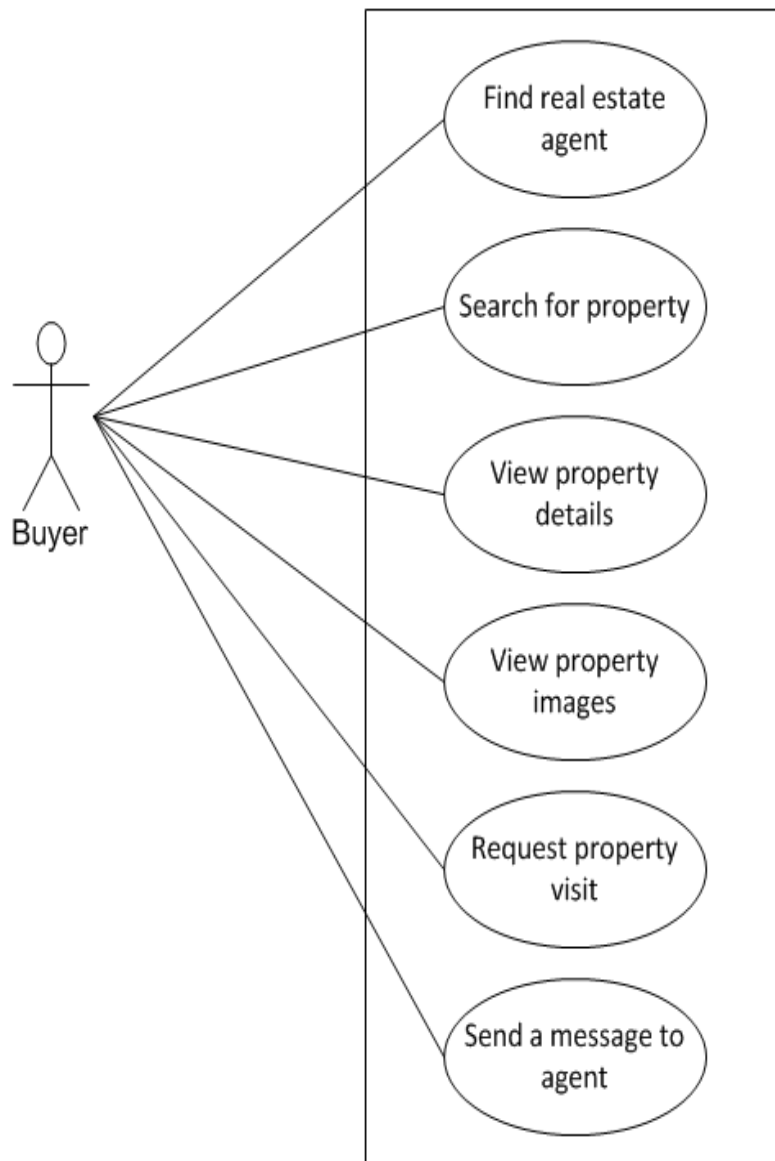 Find real estate
agent
Search for property
View property
details
Buyer
View property
images
Request property
visit
Send a message to
agent